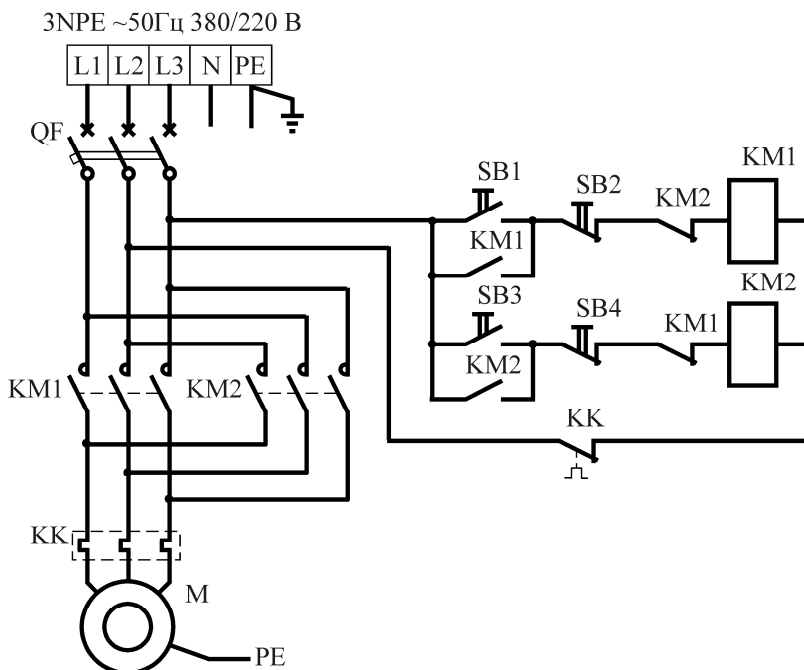 3NPE ~50Гц 380/220 В
L1 L2 L3 N PE
QF
SB1 SB2 KM2 KM1
KM1
SB3 SB4 KM1 KM2
KM2
KM1 KM2
KK
KK
M
PE